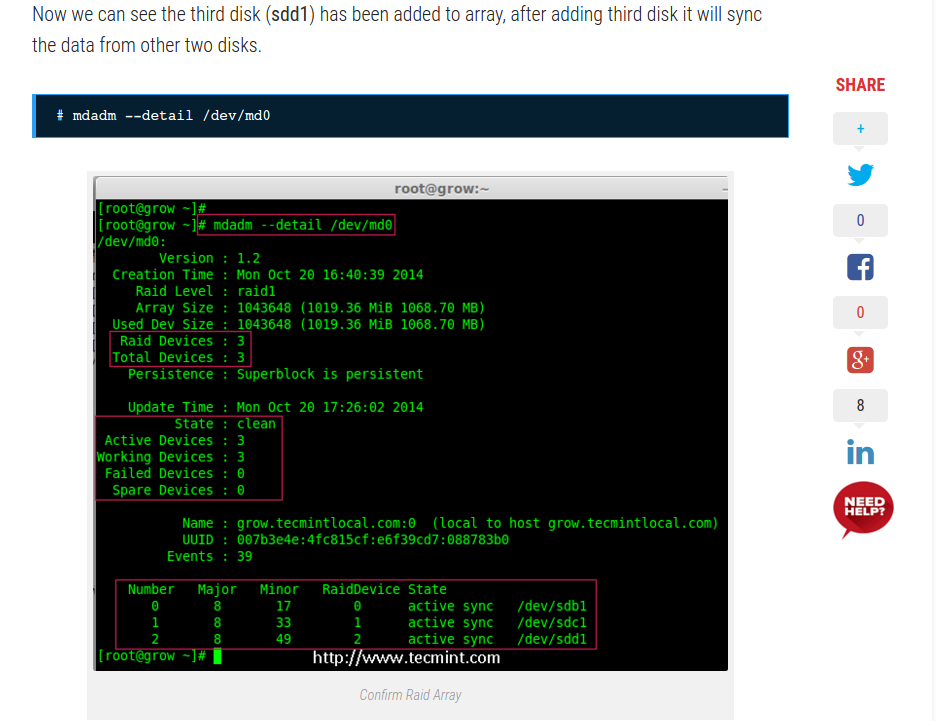 Now we can see the third disk (sdd1) has been added to array, after adding third disk it will sync
the data from other two disks.
# mdadm --detail /dev/md0
SHARE
+
0
0
8
g+
in
NEED
HELP?
root@grow:~
[root@grow ~]#
[root@grow ~]# mdadm --detail /dev/md0
/dev/md0:
Version : 1.2
Creation Time : Mon Oct 20 16:40:39 2014
Raid Level : raid1
Array Size : 1043648 (1019.36 MiB 1068.70 MB)
Used Dev Size : 1043648 (1019.36 MiB 1068.70 MB)
Raid Devices : 3
Total Devices : 3
Persistence : Superblock is persistent
Update Time : Mon Oct 20 17:26:02 2014
State : clean
Active Devices : 3
Working Devices : 3
Failed Devices : 0
Spare Devices : 0
Name : grow.tecmintlocal.com:0  (local to host grow.tecmintlocal.com)
UUID : 007b3e4e:4fc815cf:e6f39cd7:088783b0
Events : 39
Number   Major   Minor   RaidDevice State
0        8       17        0      active sync   /dev/sdb1
1        8       33        1      active sync   /dev/sdc1
2        8       49        2      active sync   /dev/sdd1
[root@grow ~]#
http://www.tecmint.com
Confirm Raid Array